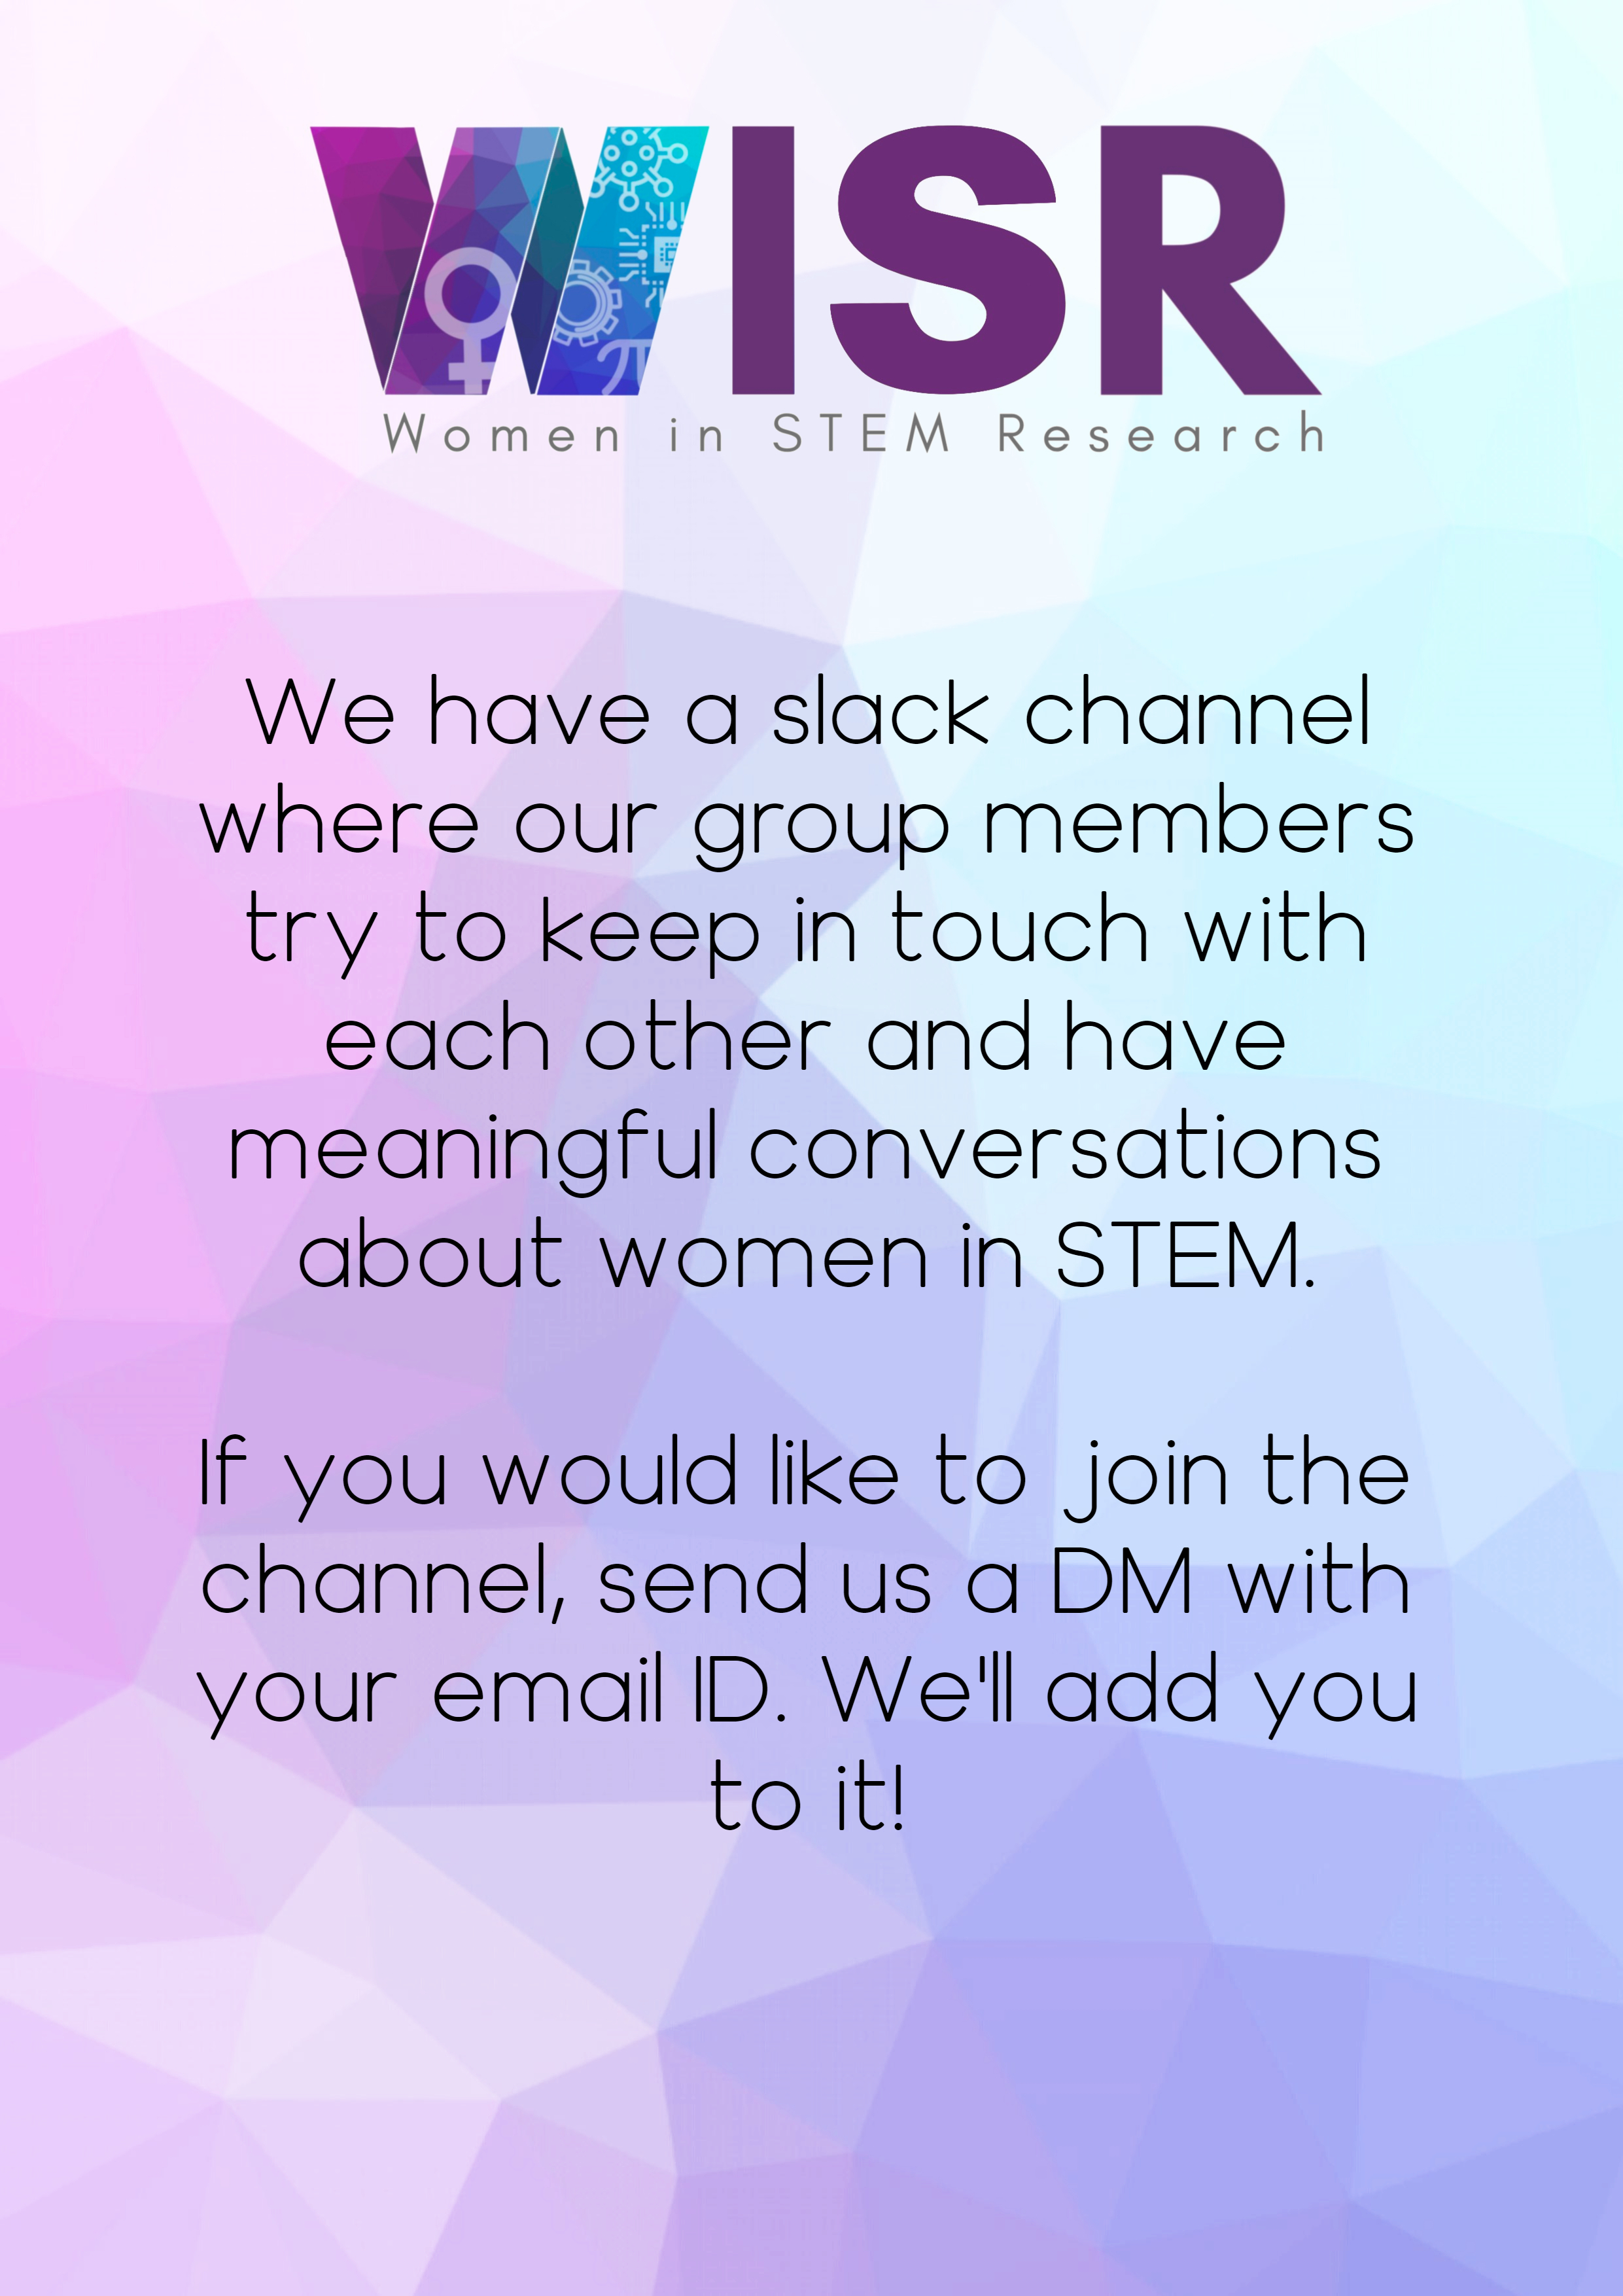 WISR
Women in STEM Research
We have a slack channel
where our group members
try to keep in touch with
each other and have
meaningful conversations
about women in STEM.
If you would like to join the
channel, send us a DM with
your email ID. We'll add you
to it!